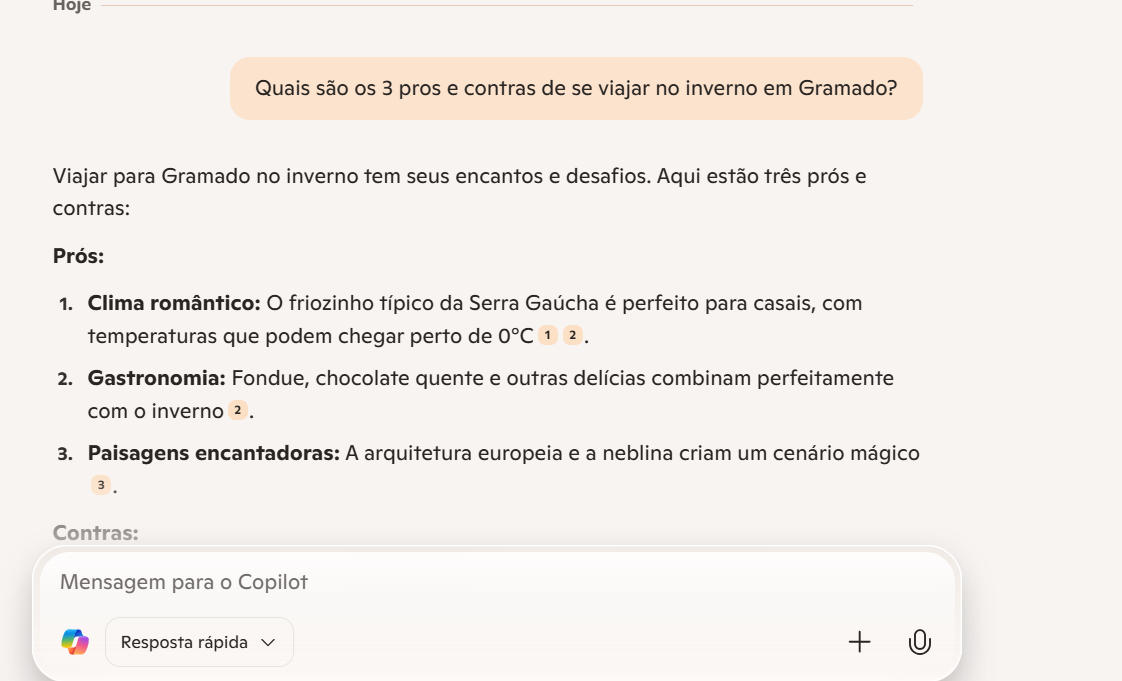 Hoje
Quais são os 3 pros e contras de se viajar no inverno em Gramado?
Viajar para Gramado no inverno tem seus encantos e desafios. Aqui estão três prós e
contras:
Prós:
1. Clima romântico: O friozinho típico da Serra Gaúcha é perfeito para casais, com
temperaturas que podem chegar perto de 0°C 1 2.
2. Gastronomia: Fondue, chocolate quente e outras delícias combinam perfeitamente
com o inverno 2.
3. Paisagens encantadoras: A arquitetura europeia e a neblina criam um cenário mágico
3.
Contras:
Mensagem para o Copilot
Resposta rápida